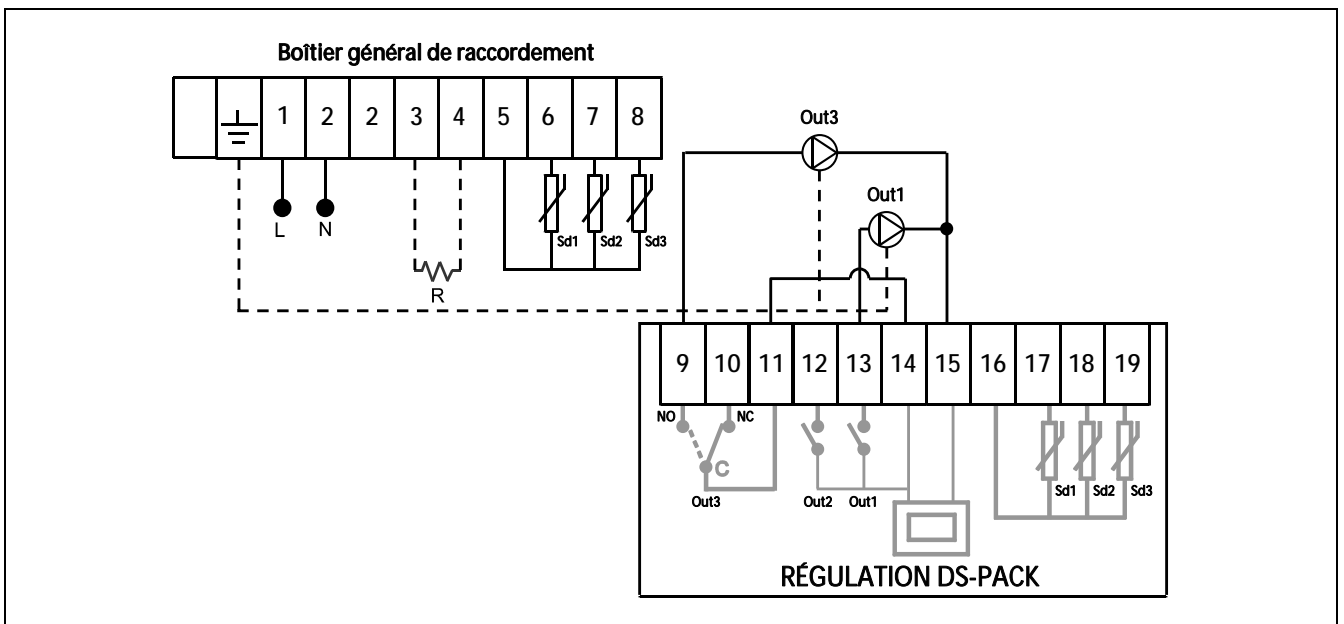 Boîtier général de raccordement
1 2 2 3 4 5 6 7 8
Out3
Out1
L N
Sd1 Sd2 Sd3
R
9 10 11 12 13 14 15 16 17 18 19
NO NC
C
Out3 Out2 Out1
Sd1 Sd2 Sd3
RÉGULATION DS-PACK